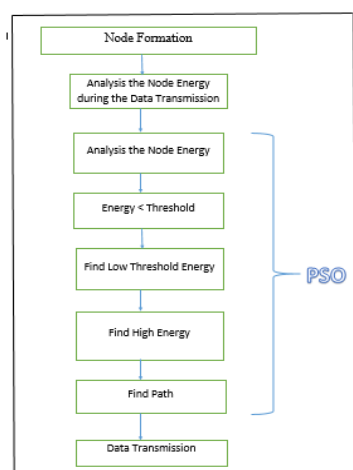 Node Formation
Analysis the Node Energy
during the Data Transmission
Analysis the Node Energy
Energy < Threshold
Find Low Threshold Energy
PSO
Find High Energy
Find Path
Data Transmission